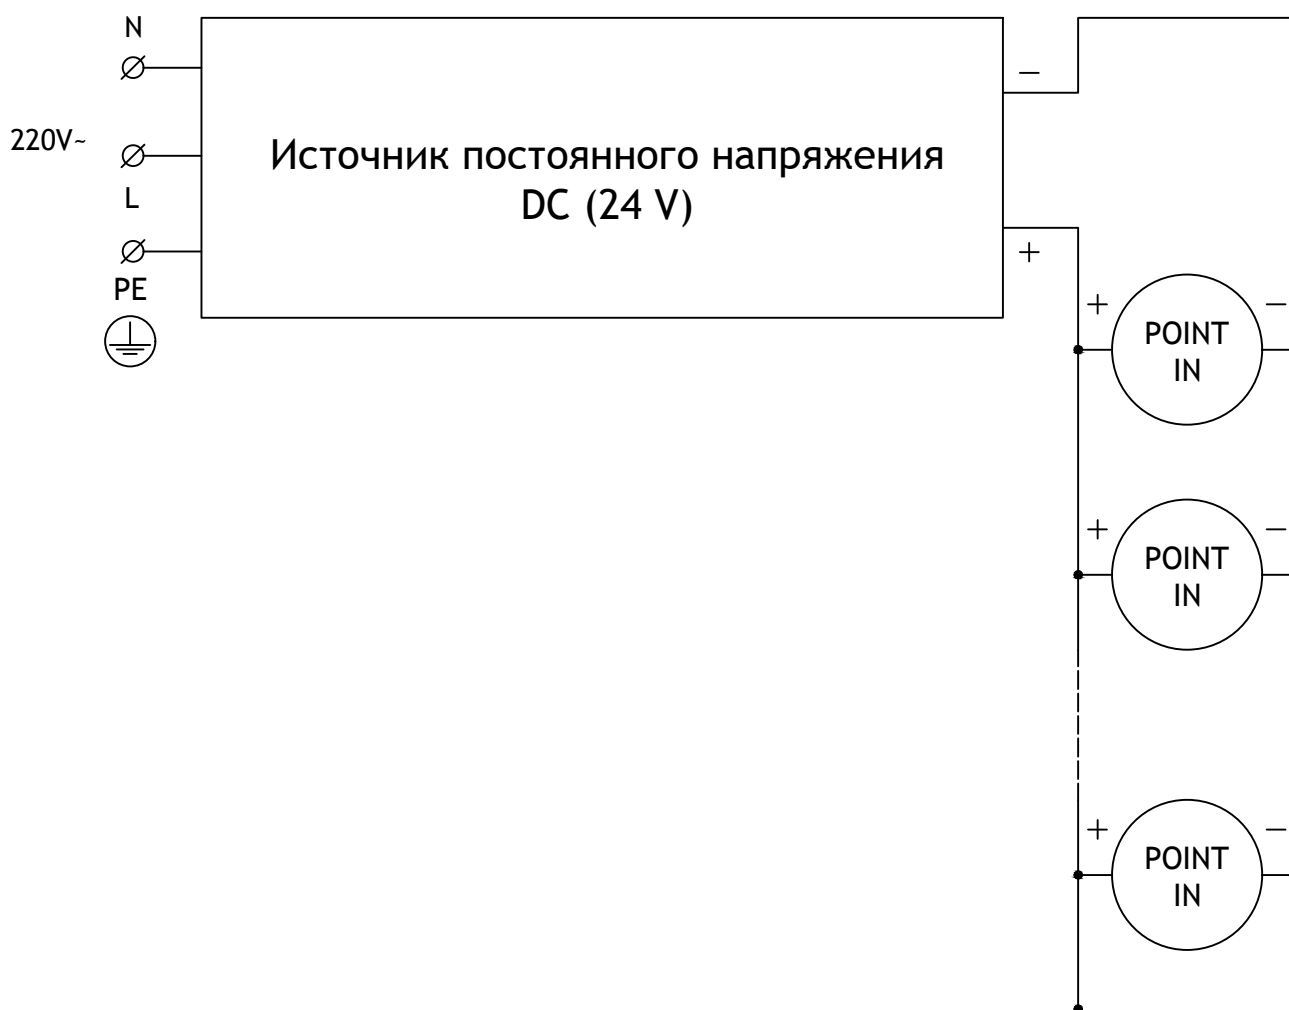 N
220V~
L
PE
Источник постоянного напряжения
DC (24 V)
−
+
+
POINT
IN
−
+
POINT
IN
−
+
POINT
IN
−